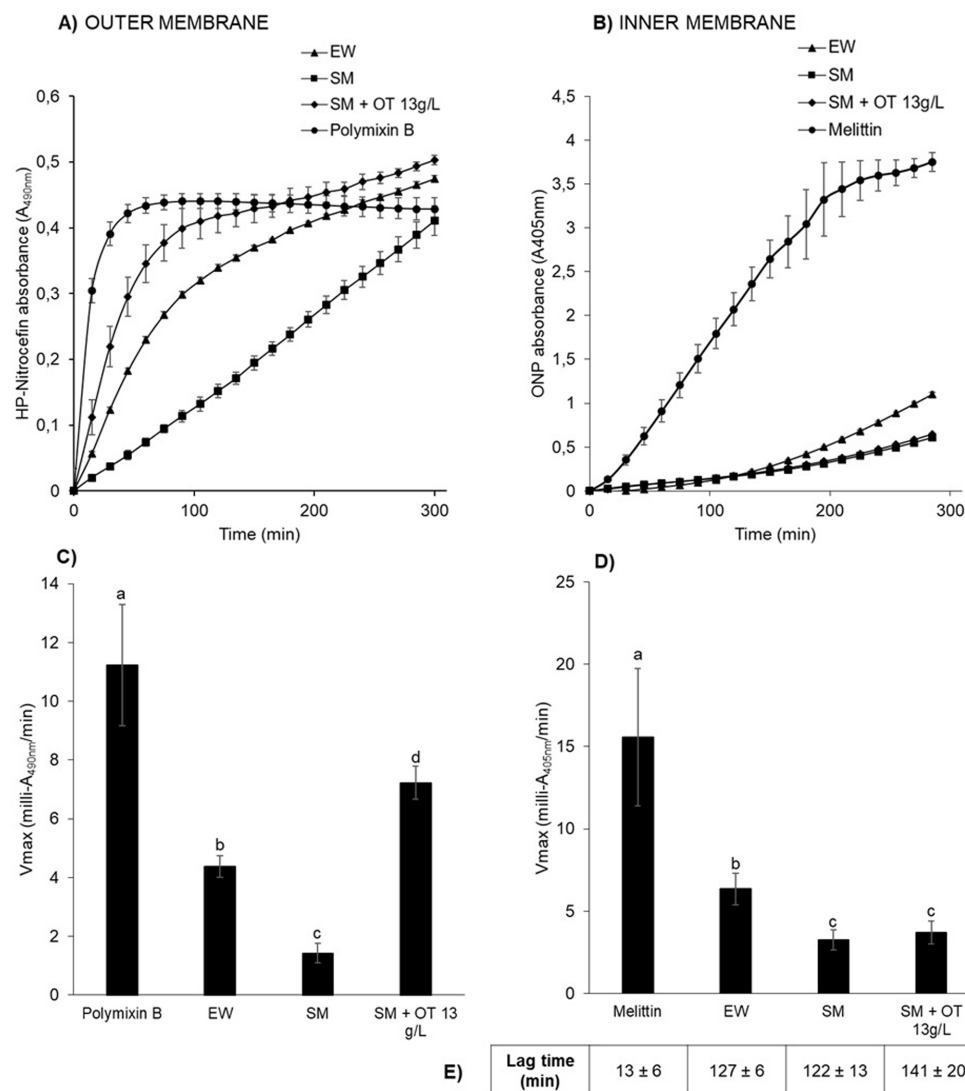 A) OUTER MEMBRANE
EW
SM
SM + OT 13g/L
Polymixin B
0,6
0,5
0,4
0,3
0,2
0,1
0
HP-Nitrocefin absorbance (A490nm)
0
100
200
300
Time (min)
B) INNER MEMBRANE
EW
SM
SM + OT 13g/L
Melittin
4,5
4
3,5
3
2,5
2
1,5
1
0,5
0
ONP absorbance (A405nm)
0
100
200
300
Time (min)
C)
14
12
10
8
6
4
2
0
Vmax (milli-A490nm/min)
a
b
c
d
Polymixin B
EW
SM
SM + OT 13
g/L
D)
25
20
15
10
5
0
Vmax (milli-A405nm/min)
a
b
c
c
Melittin
EW
SM
SM + OT
13g/L
E)
Lag time
(min)
13 ± 6
127 ± 6
122 ± 13
141 ± 20